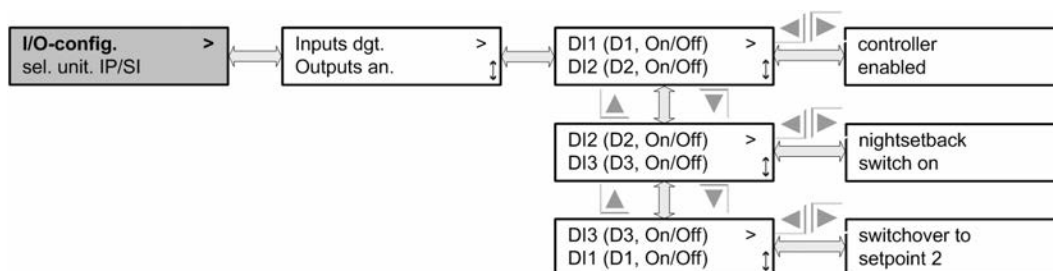 I/O-config. >
sel. unit. IP/SI
Inputs dgt. >
Outputs an.
DI1 (D1, On/Off) >
DI2 (D2, On/Off)
controller
enabled
DI2 (D2, On/Off) >
DI3 (D3, On/Off)
nightsetback
switch on
DI3 (D3, On/Off) >
DI1 (D1, On/Off)
switchover to
setpoint 2